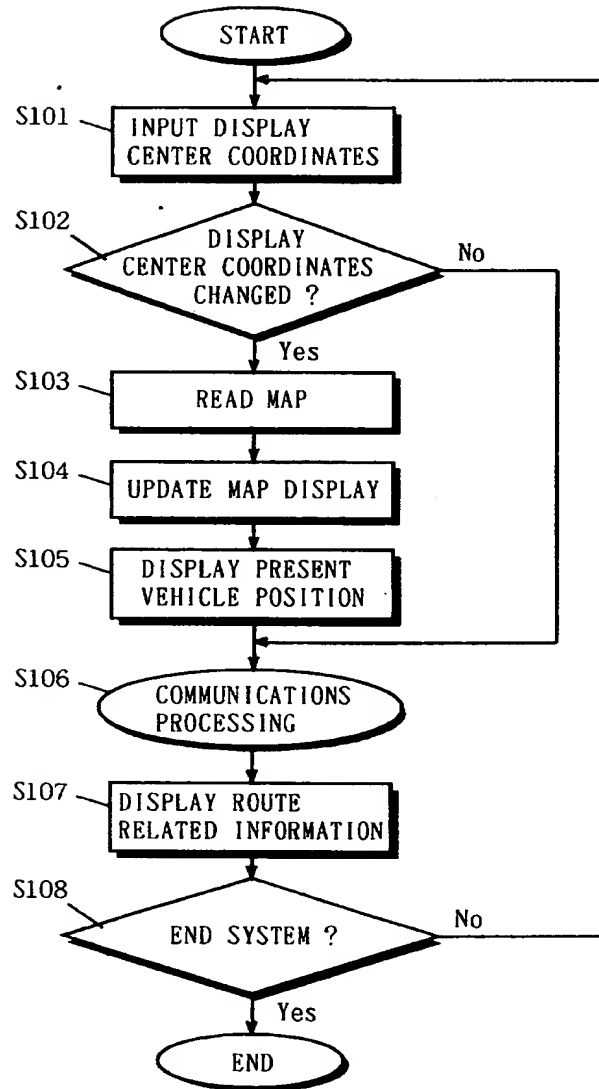 START
S101
INPUT DISPLAY
CENTER COORDINATES
S102
DISPLAY
CENTER COORDINATES
CHANGED ?
No
Yes
S103
READ MAP
S104
UPDATE MAP DISPLAY
S105
DISPLAY PRESENT
VEHICLE POSITION
S106
COMMUNICATIONS
PROCESSING
S107
DISPLAY ROUTE
RELATED INFORMATION
S108
END SYSTEM ?
No
Yes
END